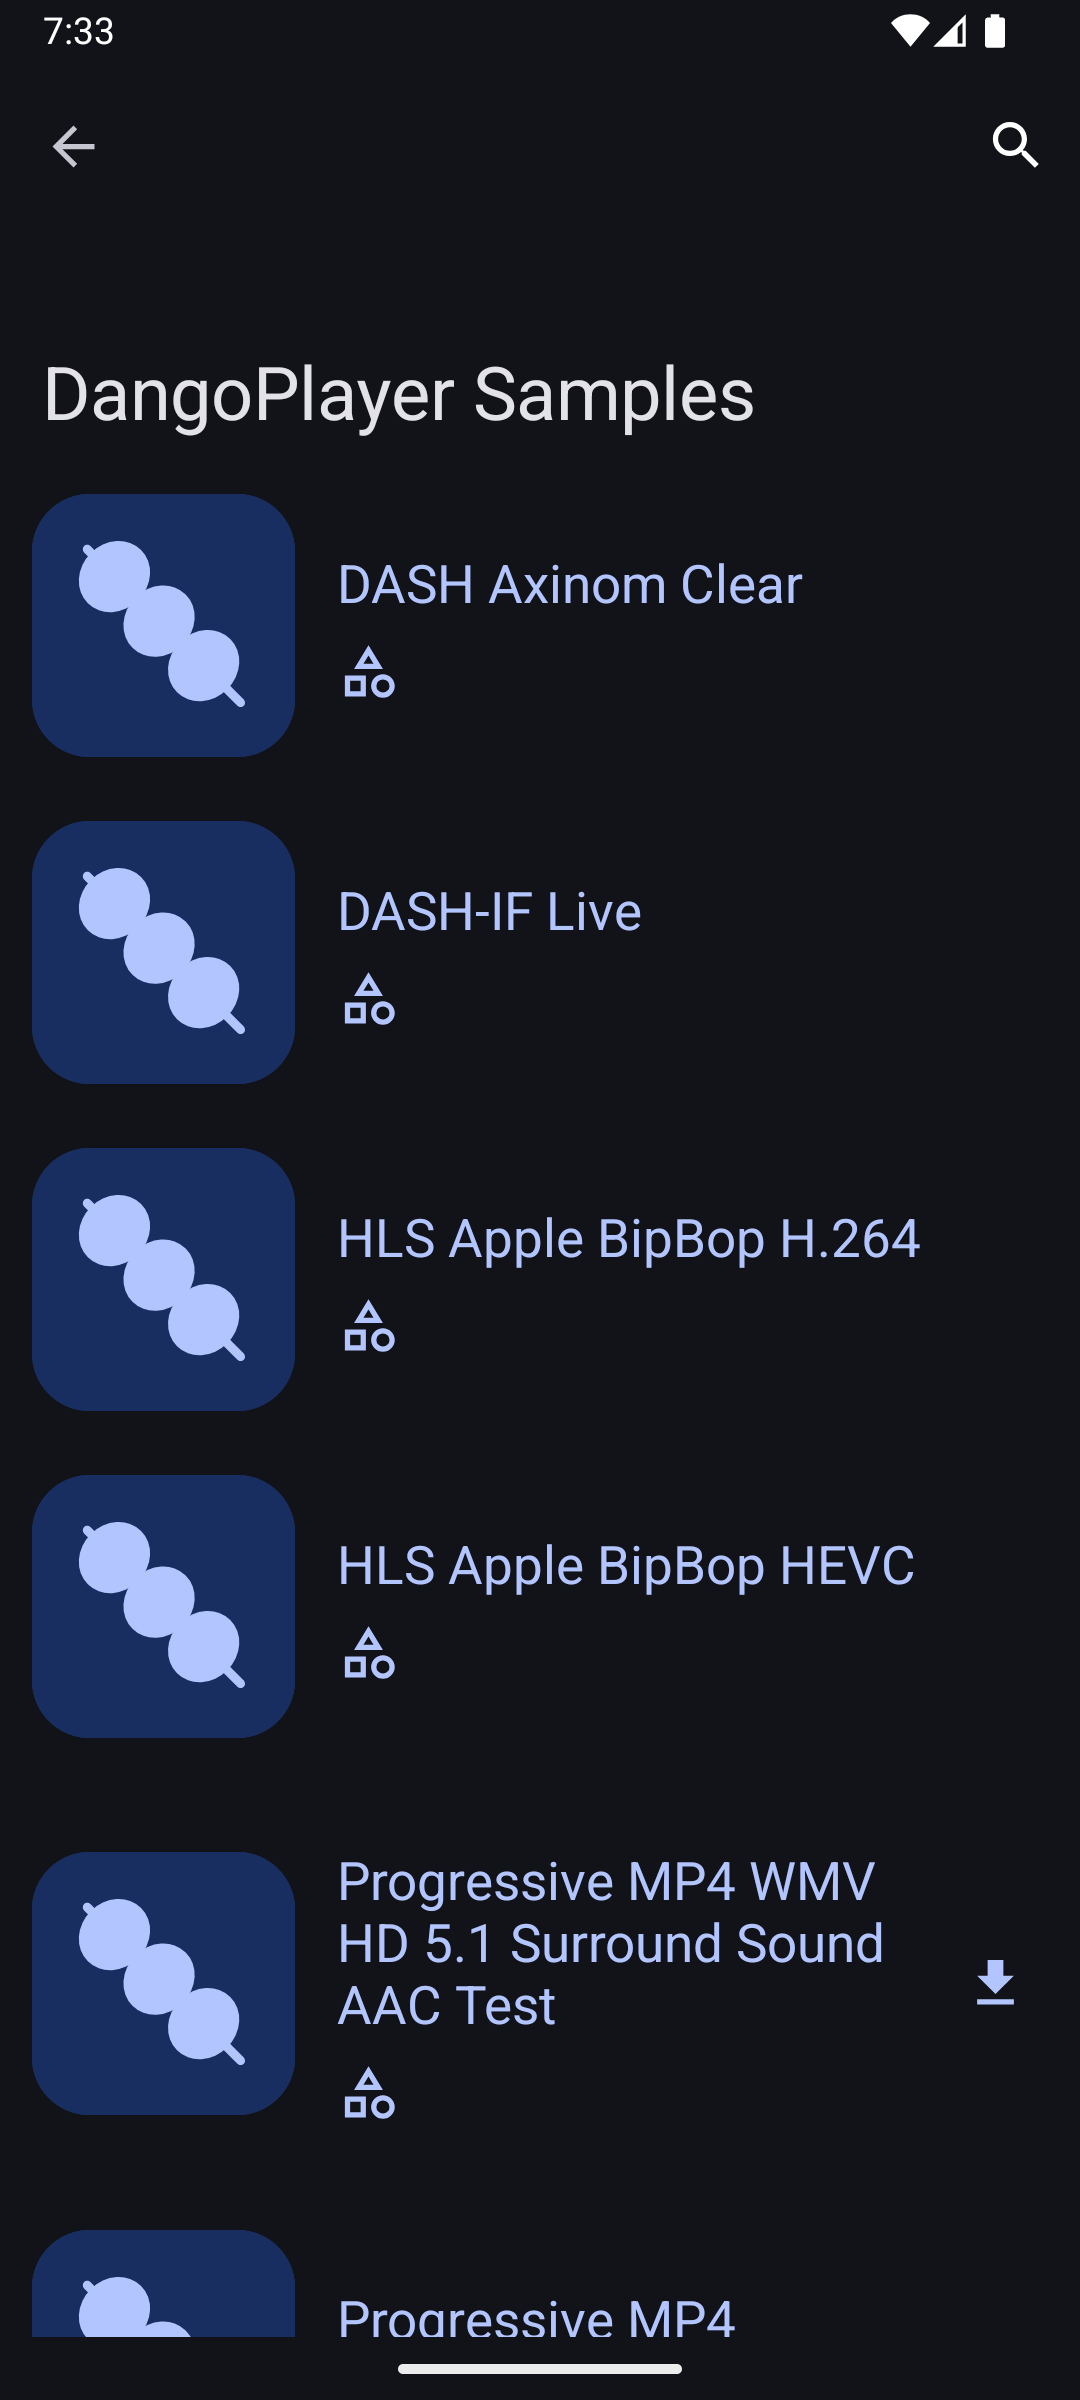 7:33
DangoPlayer Samples
DASH Axinom Clear
DASH-IF Live
HLS Apple BipBop H.264
HLS Apple BipBop HEVC
Progressive MP4 WMV
HD 5.1 Surround Sound
AAC Test
Progressive MP4